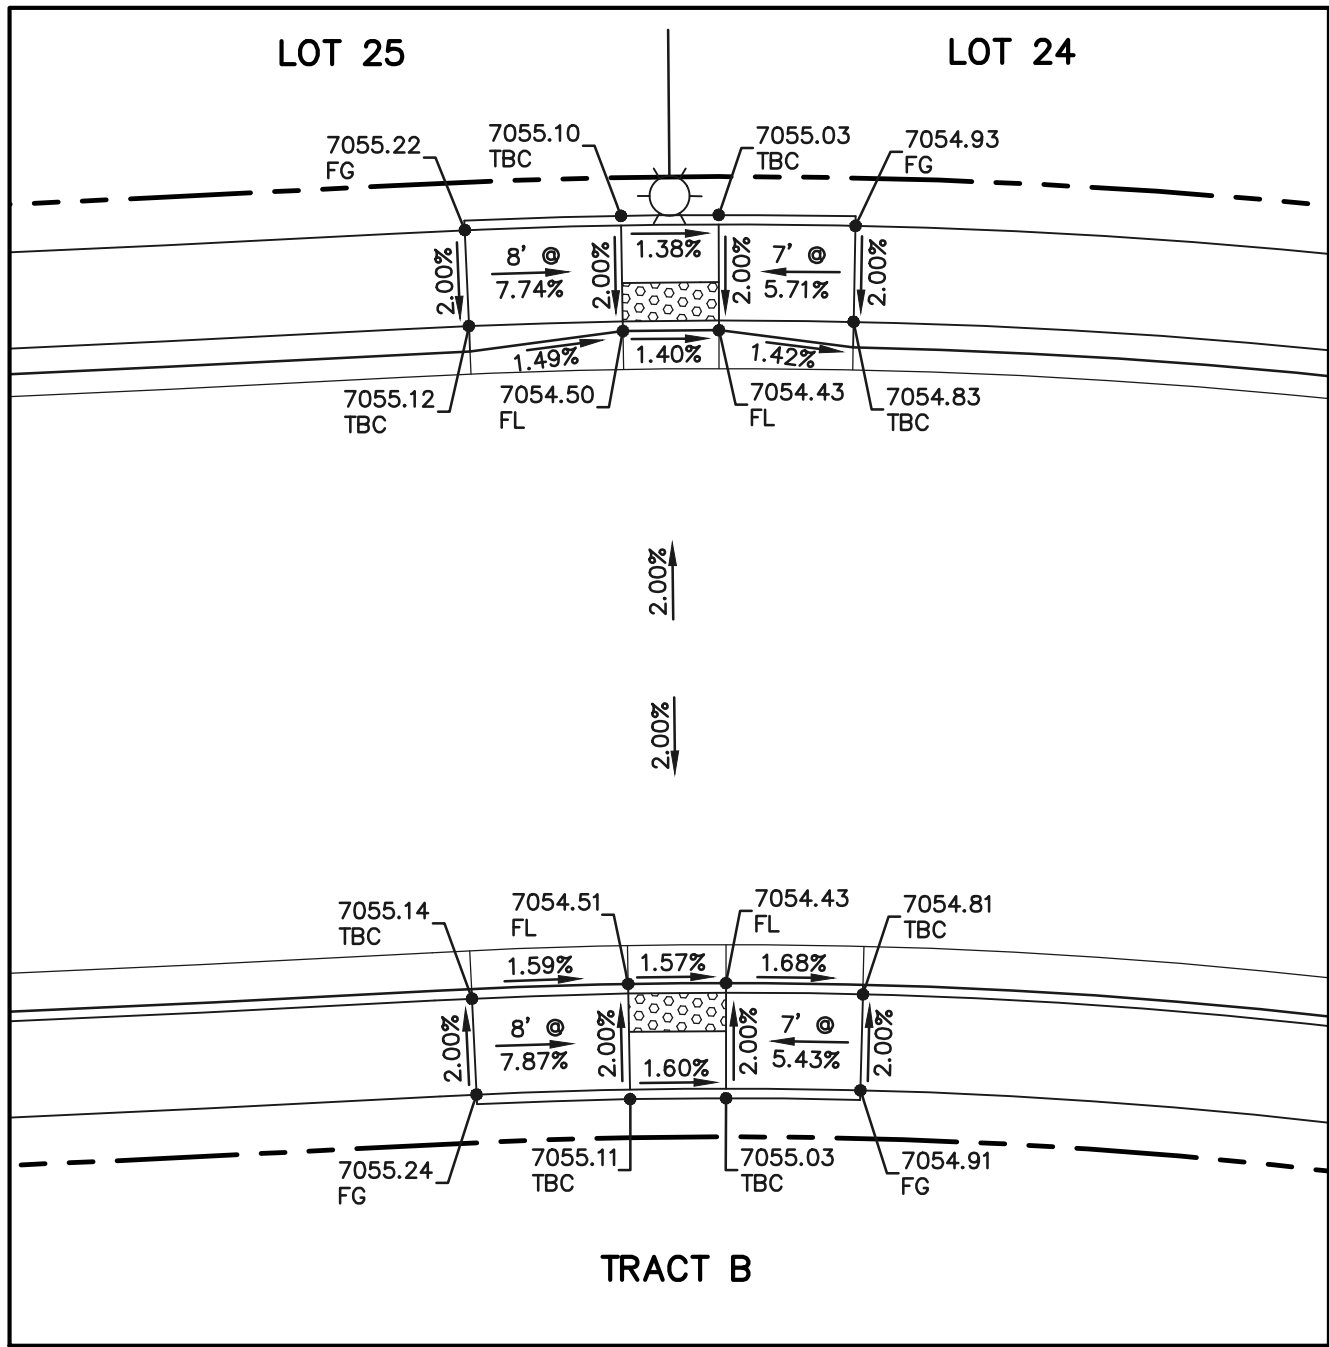 LOT 25
LOT 24
7055.22
FG
7055.10
TBC
7055.03
TBC
7054.93
FG
2.00%
8' @
7.74%
2.00%
1.38%
2.00%
7' @
5.71%
2.00%
1.49%
1.40%
1.42%
7055.12
TBC
7054.50
FL
7054.43
FL
7054.83
TBC
2.00%
2.00%
7055.14
TBC
7054.51
FL
7054.43
FL
7054.81
TBC
1.59%
1.57%
1.68%
2.00%
8' @
7.87%
2.00%
1.60%
2.00%
7' @
5.43%
2.00%
7055.24
FG
7055.11
TBC
7055.03
TBC
7054.91
FG
TRACT B